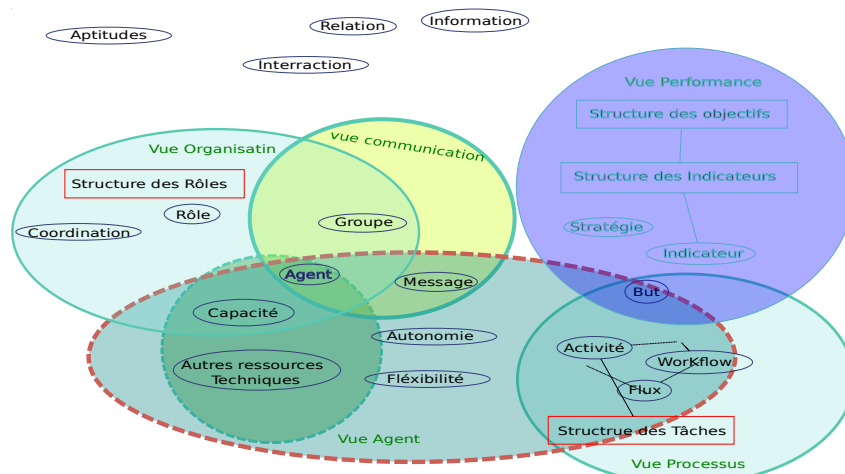 Aptitudes
Relation
Information
Interraction
Vue Performance
Structure des objectifs
vue communication
Vue Organisatin
Structure des Rôles
Structure des Indicateurs
Rôle
Groupe
Coordination
Stratégie
Indicateur
Agent
Message
But
Capacité
Autonomie
Activité
WorKflow
Autres ressources
Techniques
Fléxibilité
Flux
Structrue des Tâches
Vue Agent
Vue Processus